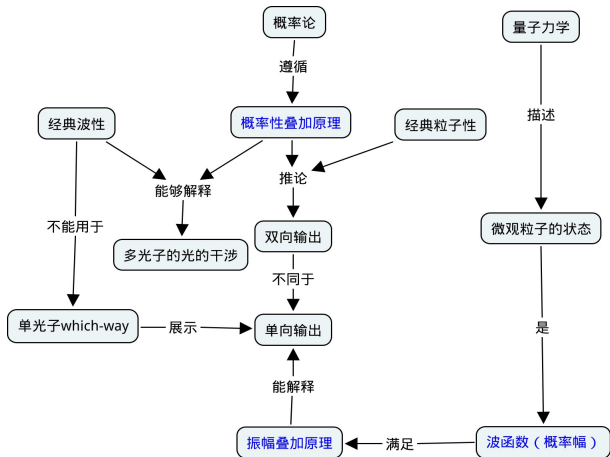 概率论
量子力学
遵循
经典波性
概率性叠加原理
经典粒子性
描述
推论
能够解释
不能用于
双向输出
微观粒子的状态
多光子的光的干涉
不同于
单光子which-way
展示
单向输出
是
能解释
振幅叠加原理
满足
波函数（概率幅）